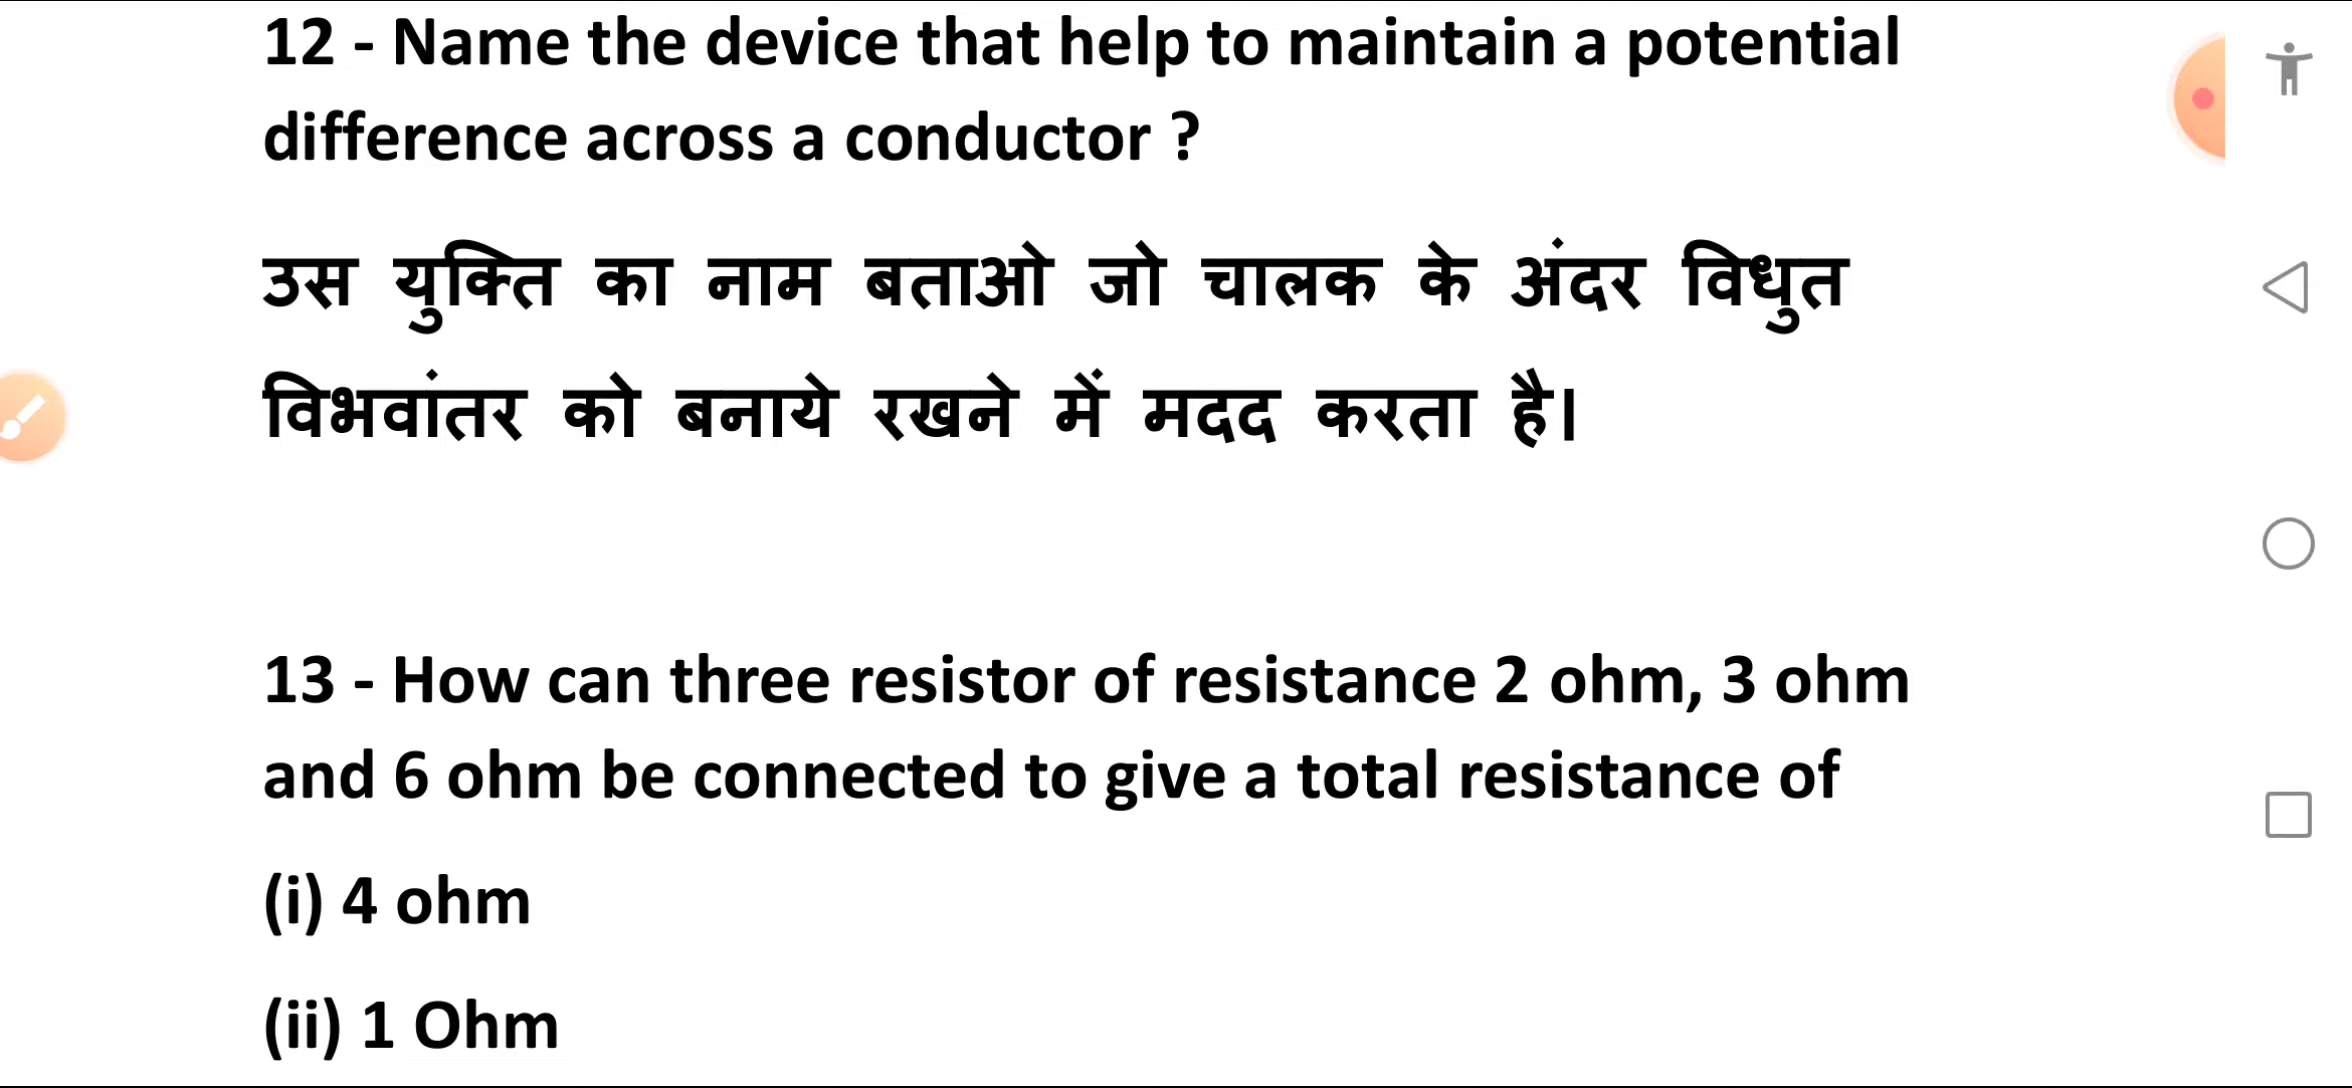 12 - Name the device that help to maintain a potential
difference across a conductor ?
उस युक्ति का नाम बताओ जो चालक के अंदर विधुत
विभवांतर को बनाये रखने में मदद करता है।
13 - How can three resistor of resistance 2 ohm, 3 ohm
and 6 ohm be connected to give a total resistance of
(i) 4 ohm
(ii) 1 Ohm